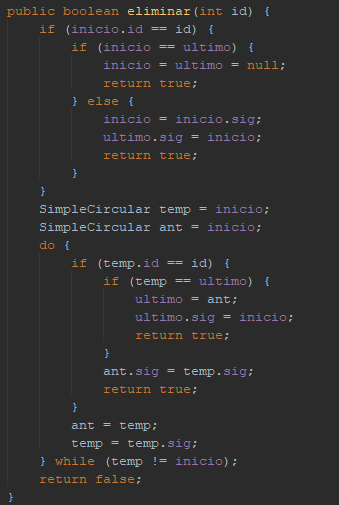 public boolean eliminar(int id) {
    if (inicio.id == id) {
        if (inicio == ultimo) {
            inicio = ultimo = null;
            return true;
        } else {
            inicio = inicio.sig;
            ultimo.sig = inicio;
            return true;
        }
    }
    SimpleCircular temp = inicio;
    SimpleCircular ant = inicio;
    do {
        if (temp.id == id) {
            if (temp == ultimo) {
                ultimo = ant;
                ultimo.sig = inicio;
                return true;
            }
            ant.sig = temp.sig;
            return true;
        }
        ant = temp;
        temp = temp.sig;
    } while (temp != inicio);
    return false;
}